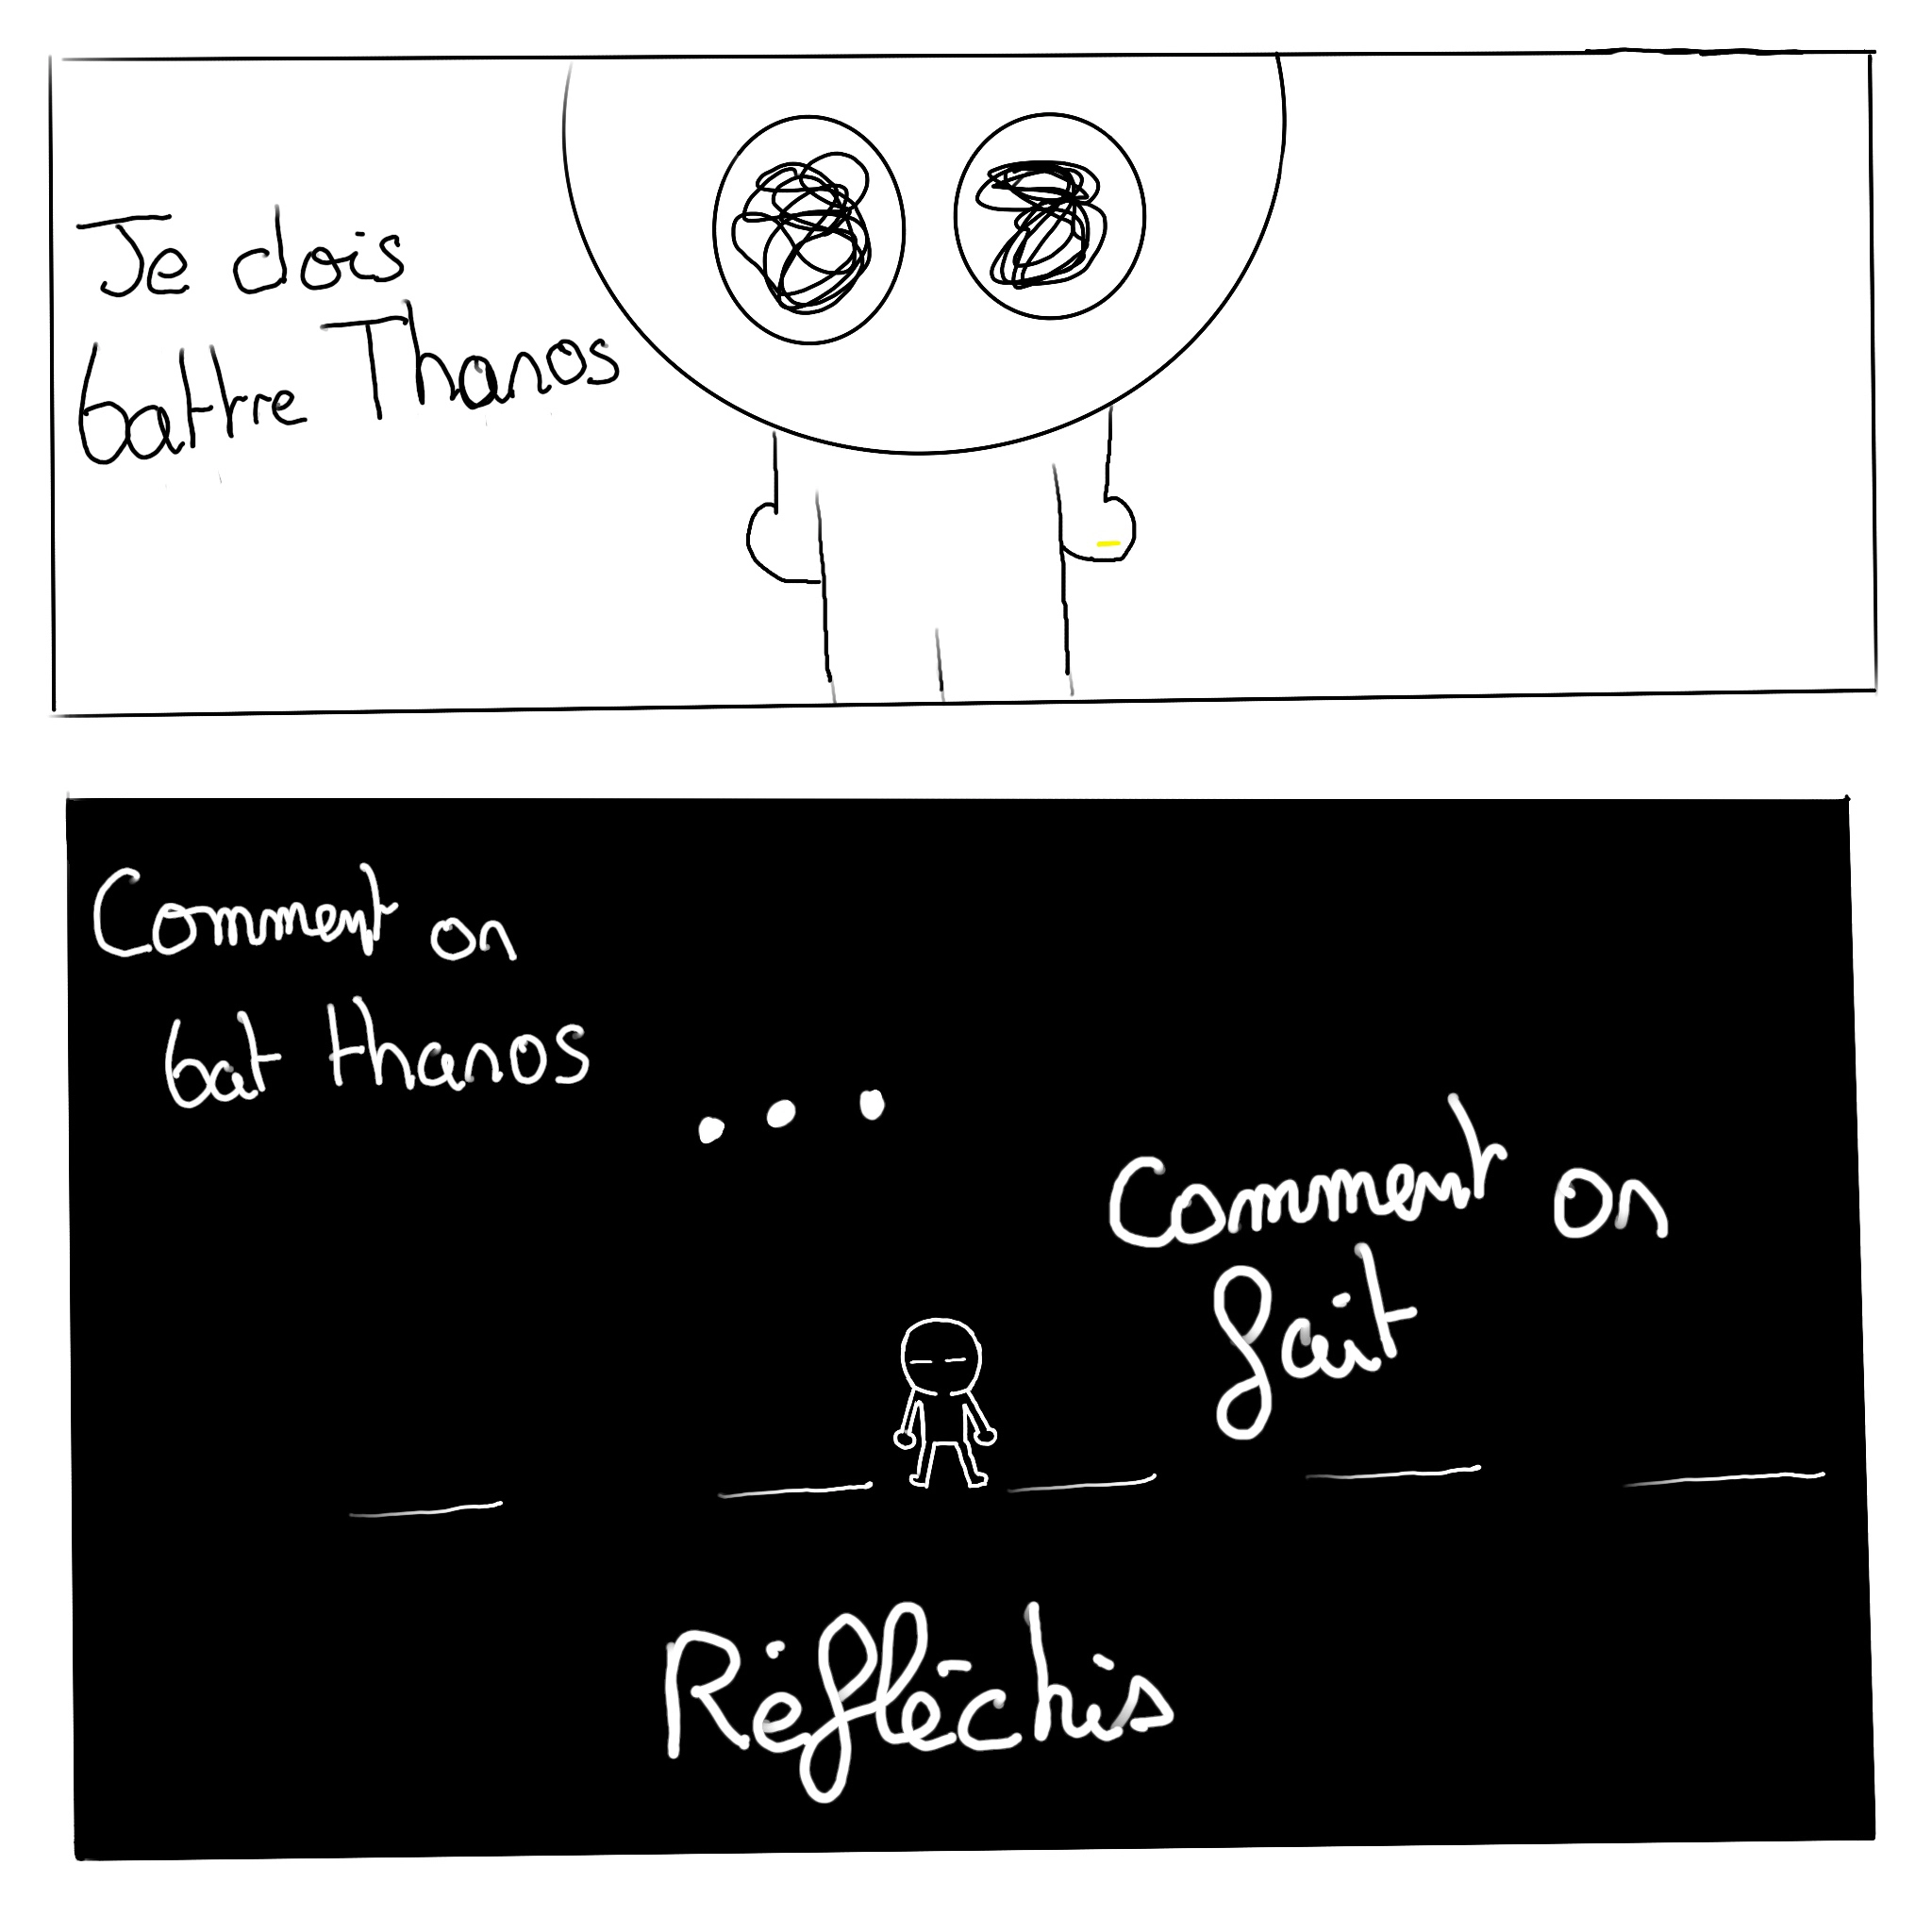 Je dois
battre Thanos
Comment on
bat thanos
...
Comment on
fait
Réfléchis